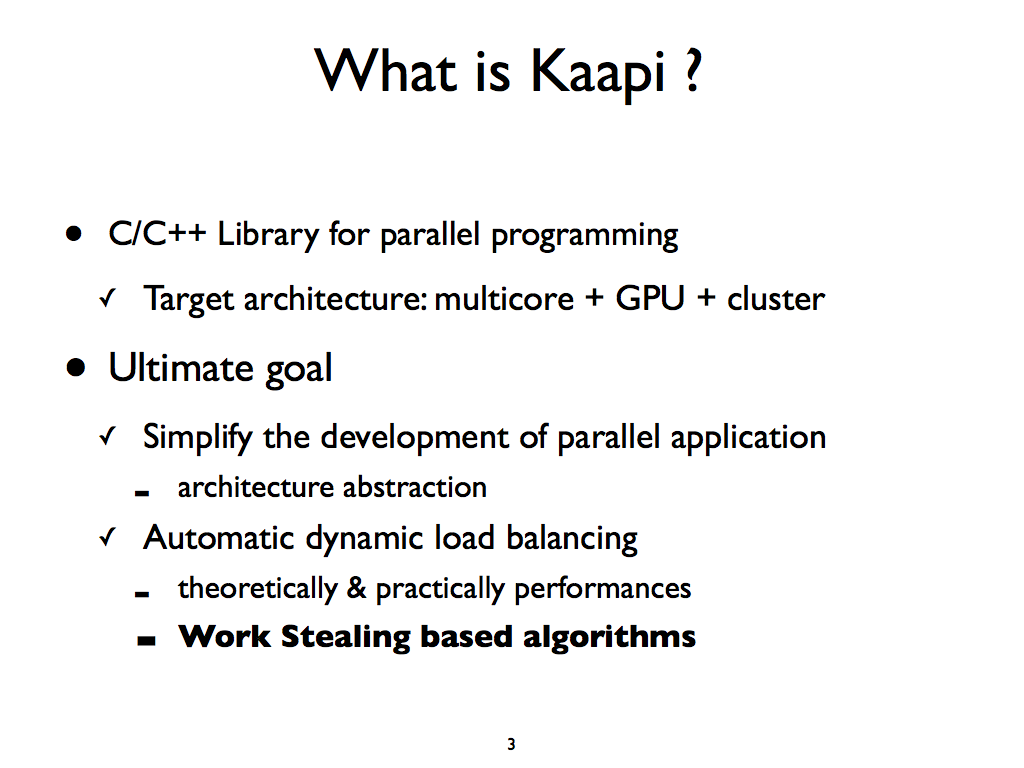 What is Kaapi ?
• C/C++ Library for parallel programming
✓ Target architecture: multicore + GPU + cluster
• Ultimate goal
✓ Simplify the development of parallel application
- architecture abstraction
✓ Automatic dynamic load balancing
- theoretically & practically performances
- Work Stealing based algorithms
3